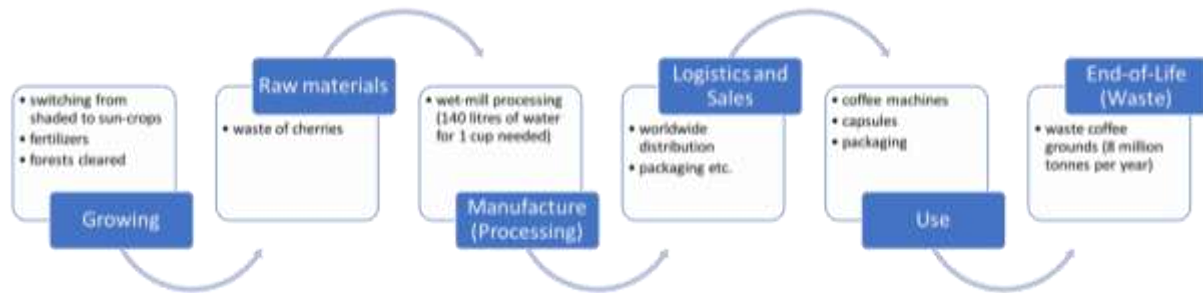 • switching from
shaded to sun-crops
• fertilizers
• forests cleared
Growing
Raw materials
• waste of cherries
• wet-mill processing
(140 litres of water
for 1 cup needed)
Manufacture
(Processing)
Logistics and
Sales
• worldwide
distribution
• packaging etc.
• coffee machines
• capsules
• packaging
Use
End-of-Life
(Waste)
• waste coffee
grounds (8 million
tonnes per year)